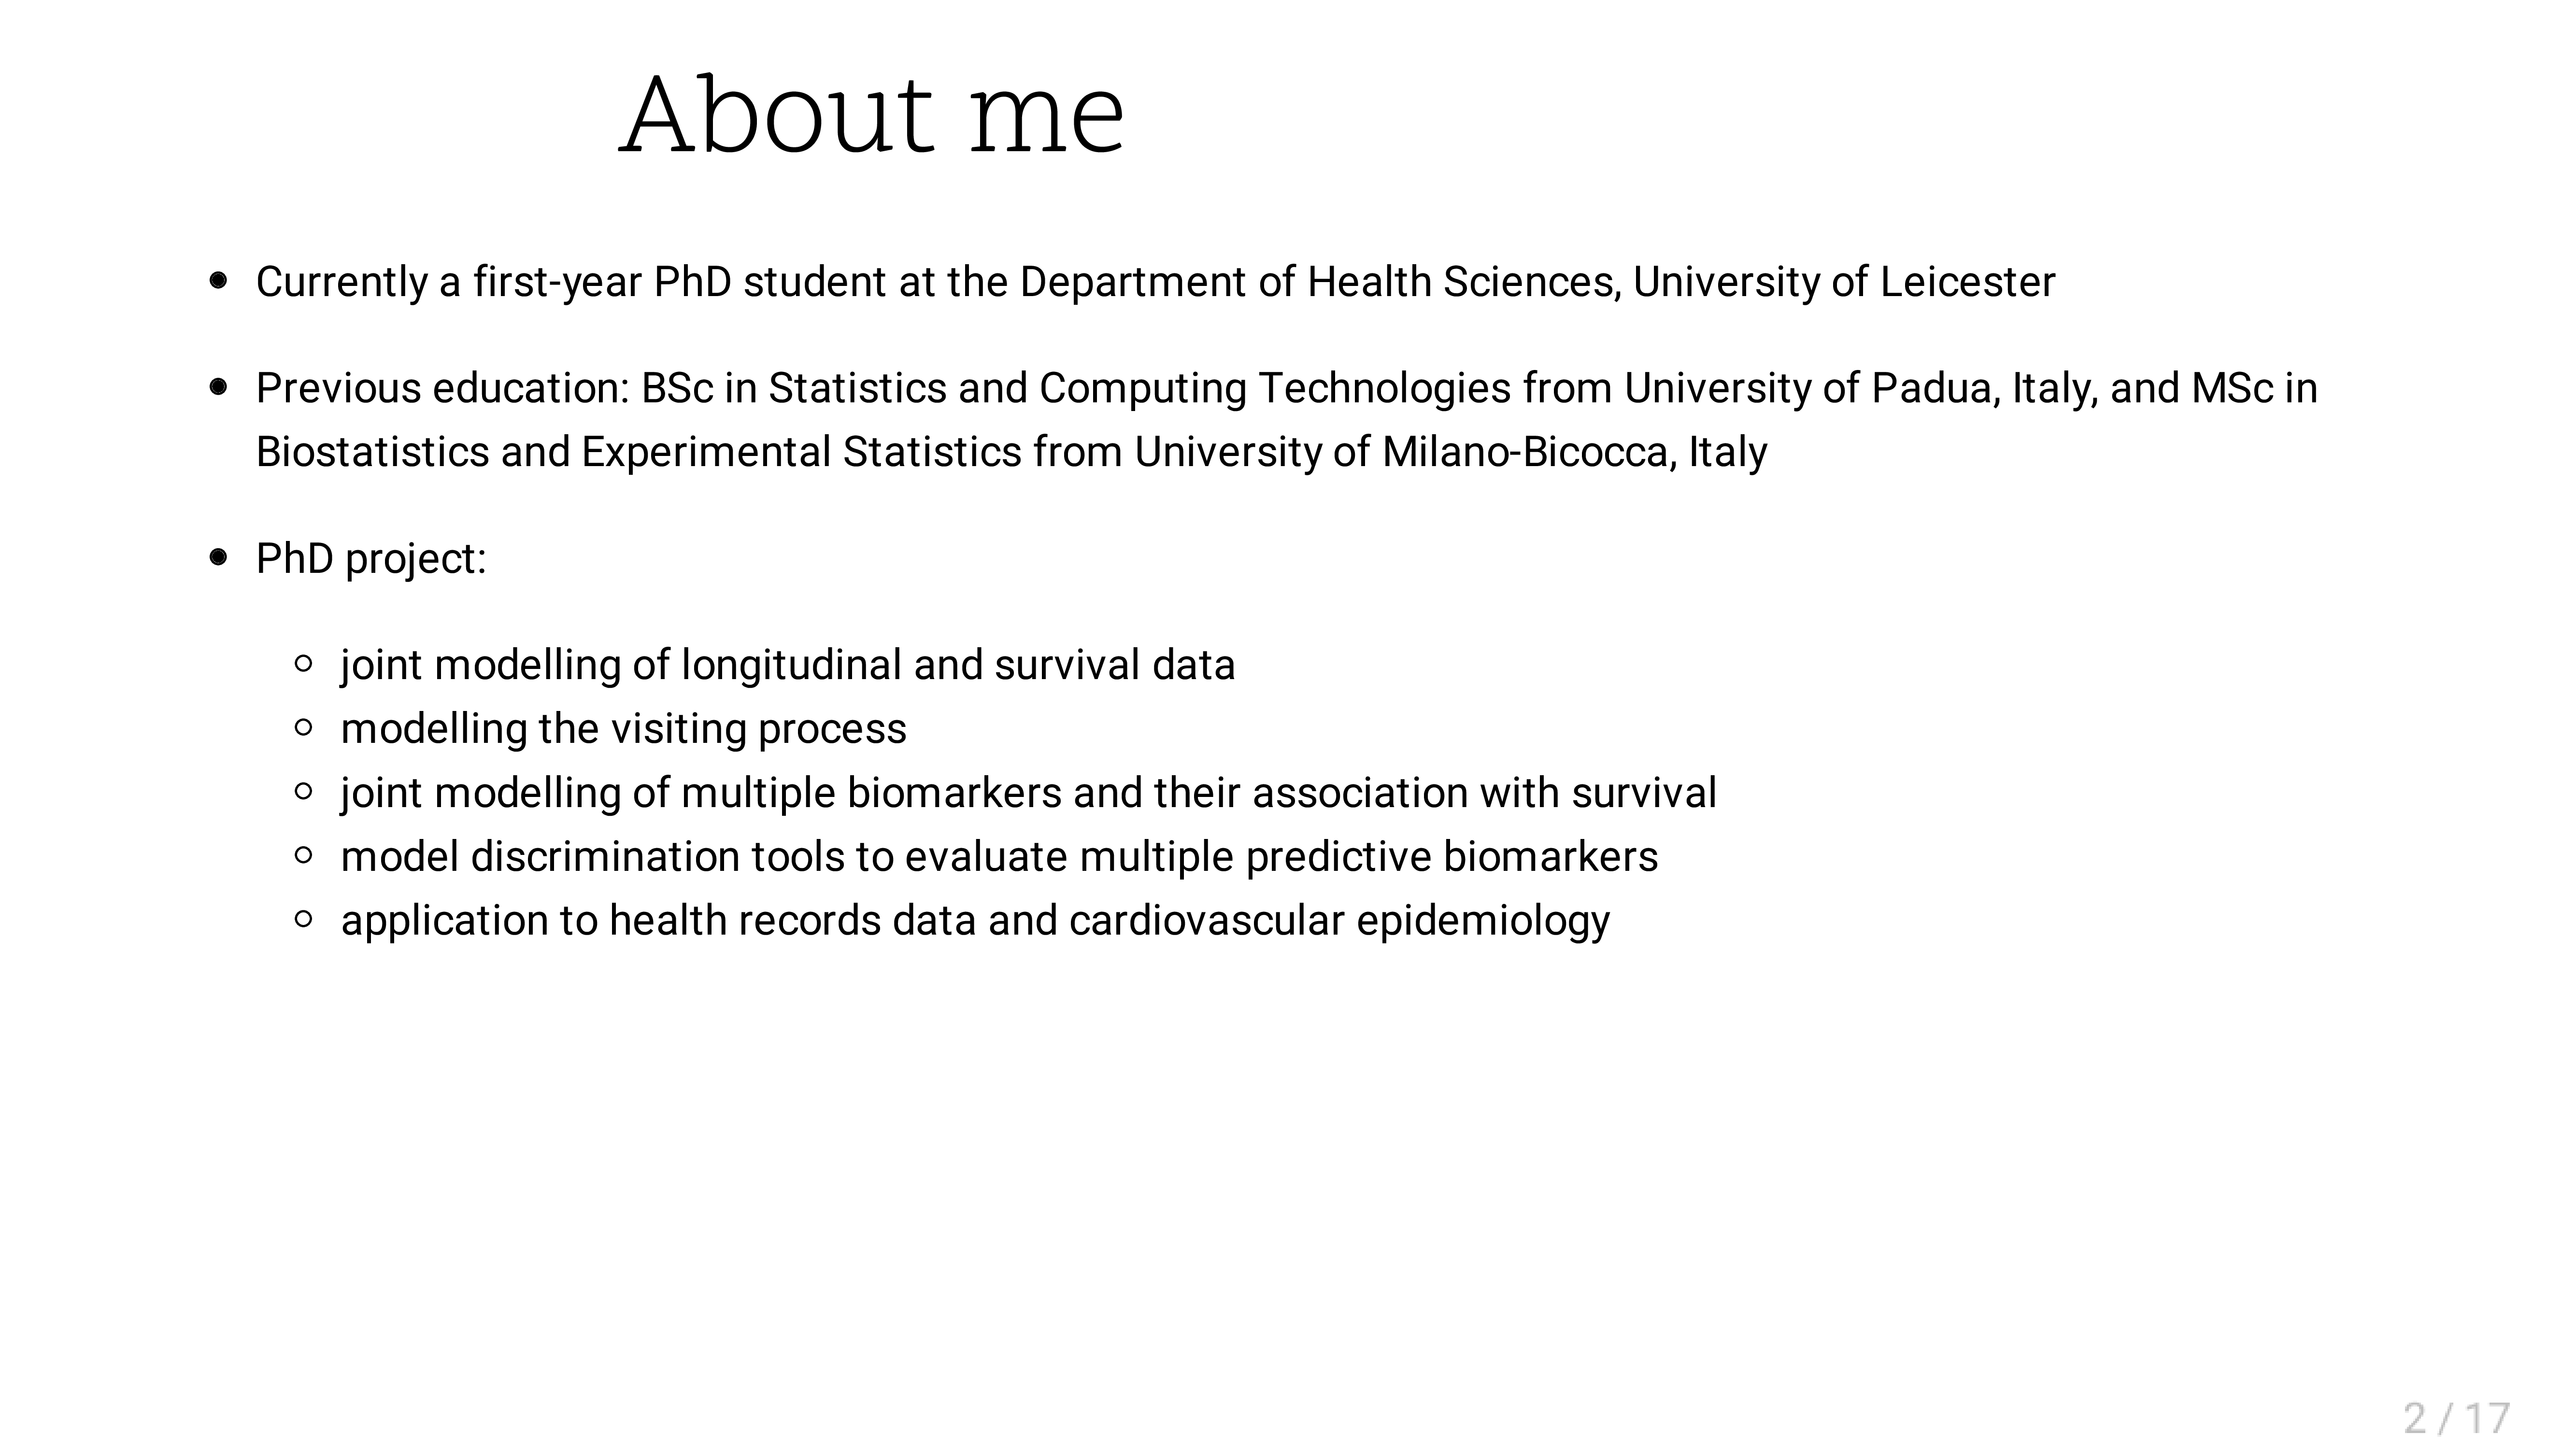 About me
• Currently a first-year PhD student at the Department of Health Sciences, University of Leicester
• Previous education: BSc in Statistics and Computing Technologies from University of Padua, Italy, and MSc in
Biostatistics and Experimental Statistics from University of Milano-Bicocca, Italy
• PhD project:
○ joint modelling of longitudinal and survival data
○ modelling the visiting process
○ joint modelling of multiple biomarkers and their association with survival
○ model discrimination tools to evaluate multiple predictive biomarkers
○ application to health records data and cardiovascular epidemiology
2 / 17